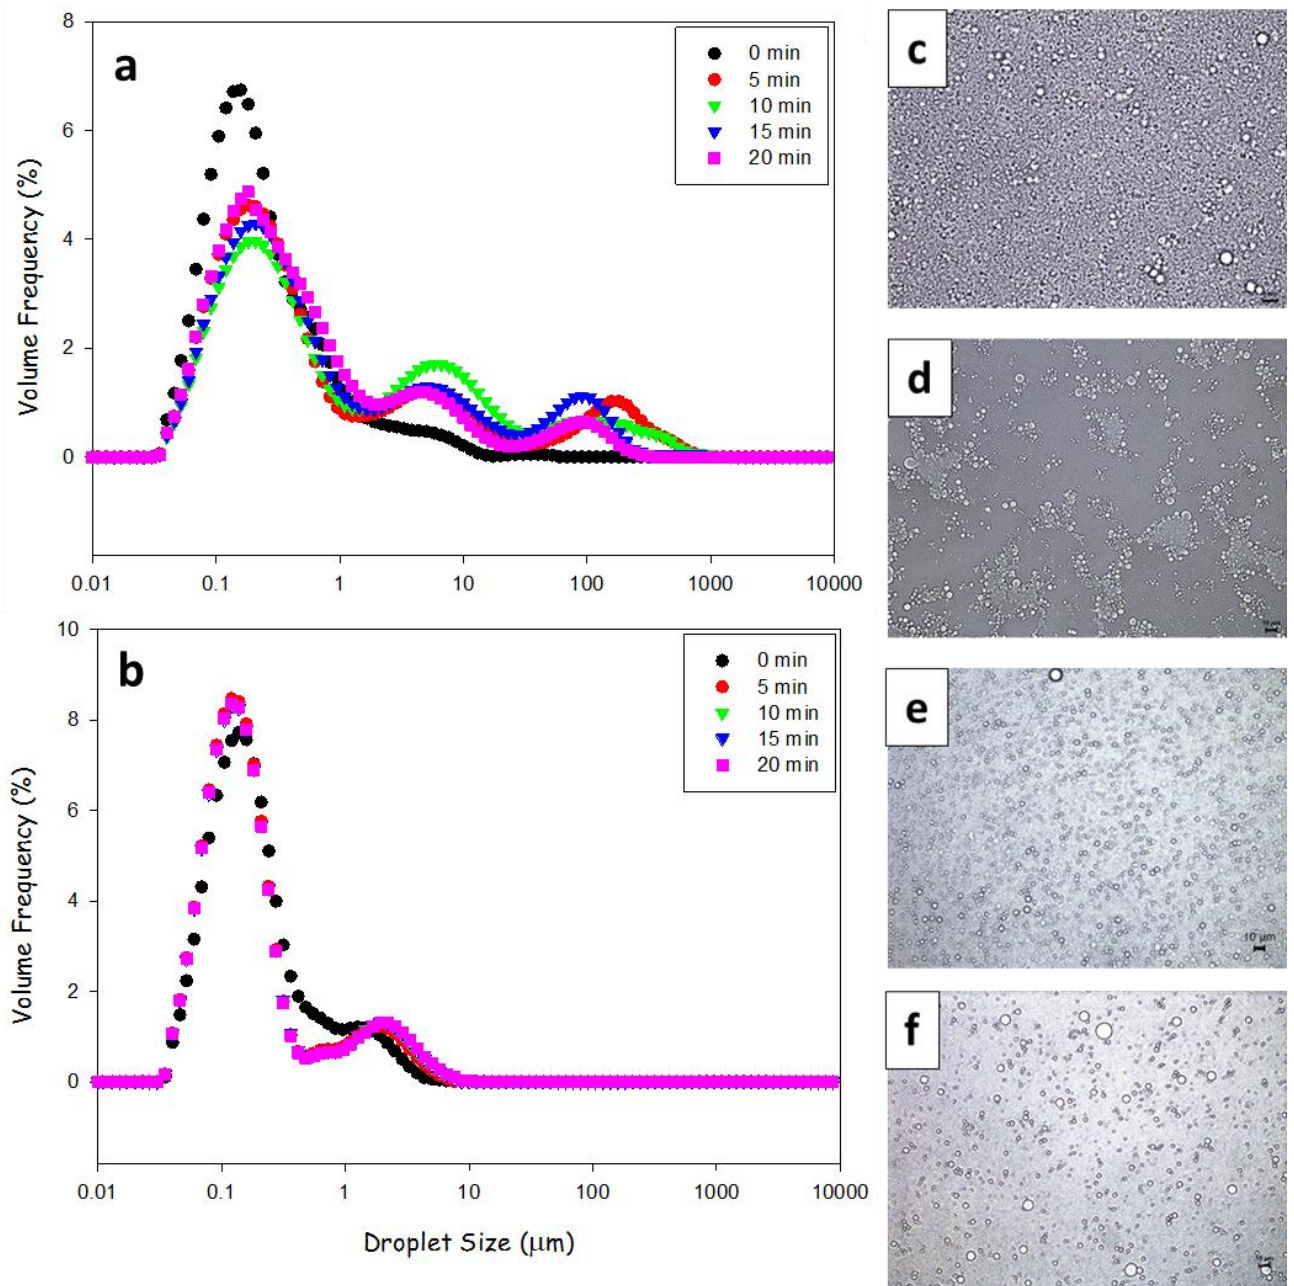 8
6
4
2
0
Volume Frequency (%)
a
0 min
5 min
10 min
15 min
20 min
0.01 0.1 1 10 100 1000 10000
10
8
6
4
2
0
Volume Frequency (%)
b
0 min
5 min
10 min
15 min
20 min
0.01 0.1 1 10 100 1000 10000
Droplet Size (μm)
c
d
e
10 μm
f